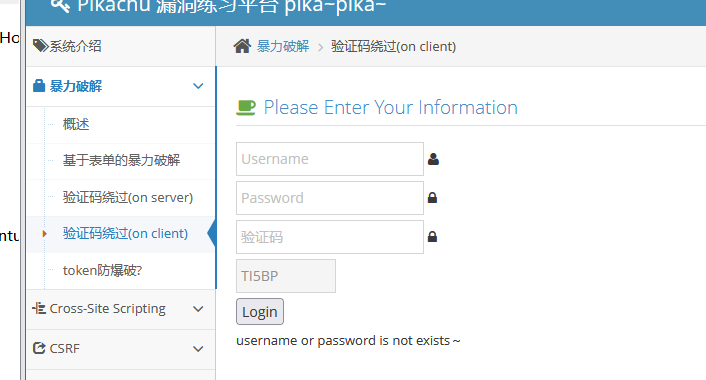 Pikachu 漏洞练习平台 pika~pika~
Ho
系统介绍
暴力破解 > 验证码绕过(on client)
暴力破解
概述
基于表单的暴力破解
验证码绕过(on server)
验证码绕过(on client)
token防爆破?
Cross-Site Scripting
CSRF
ntu
Please Enter Your Information
Username
Password
验证码
TI5BP
Login
username or password is not exists～